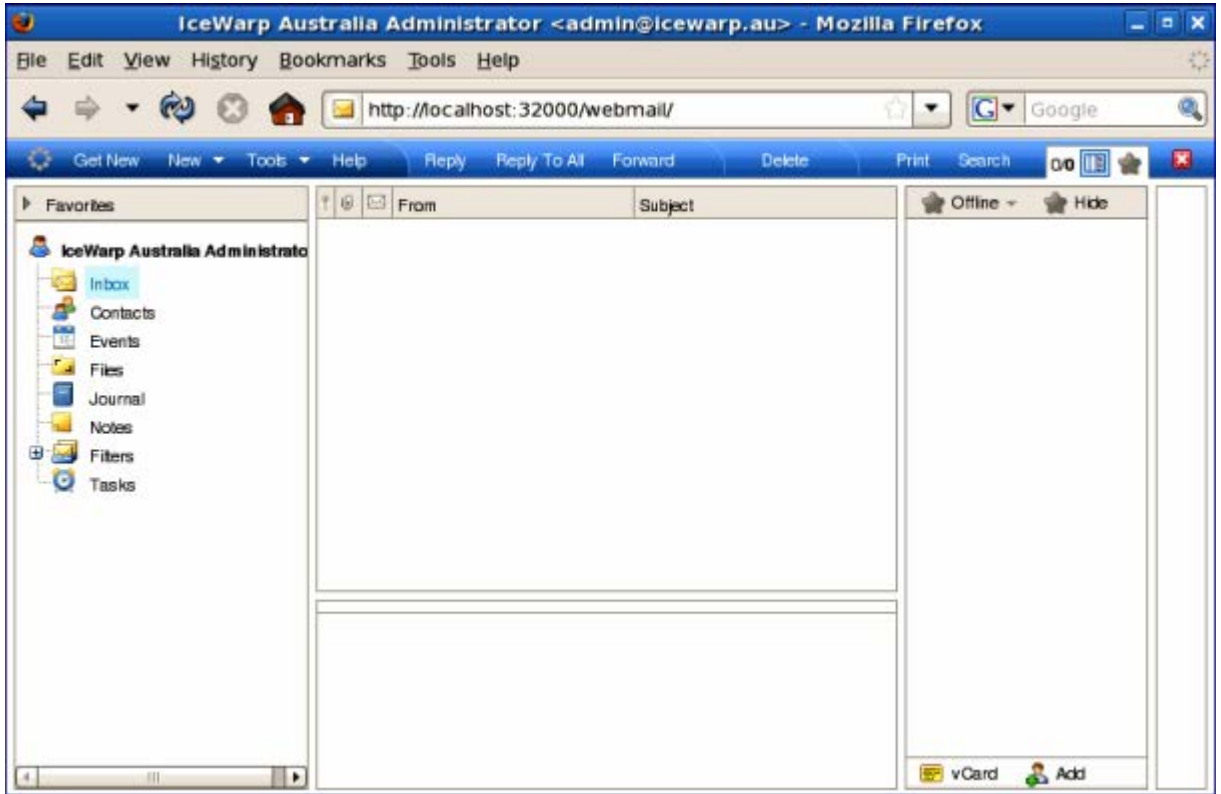 IceWarp Australia Administrator <admin@icewarp.au> - Mozilla Firefox
File Edit View History Bookmarks Tools Help
http://localhost:32000/webmail/ G Google
Get New New Tools Help Reply Reply To All Forward Delete Print Search 0/0
Favorites From Subject Offline Hide
IceWarp Australia Administrato
Inbox
Contacts
Events
Files
Journal
Notes
Filters
Tasks
vCard Add